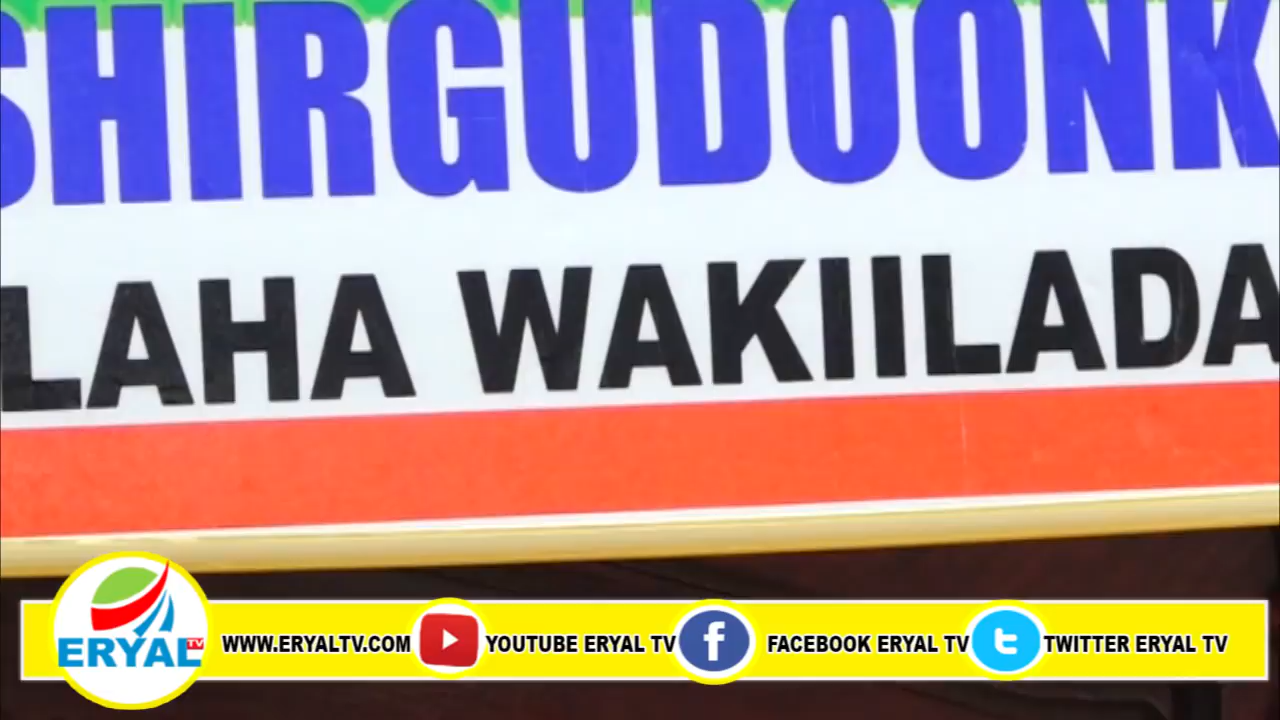 SHIRGUDOONK
LAHA WAKIILADA
ERYAL TV
WWW.ERYALTV.COM YOUTUBE ERYAL TV FACEBOOK ERYAL TV TWITTER ERYAL TV